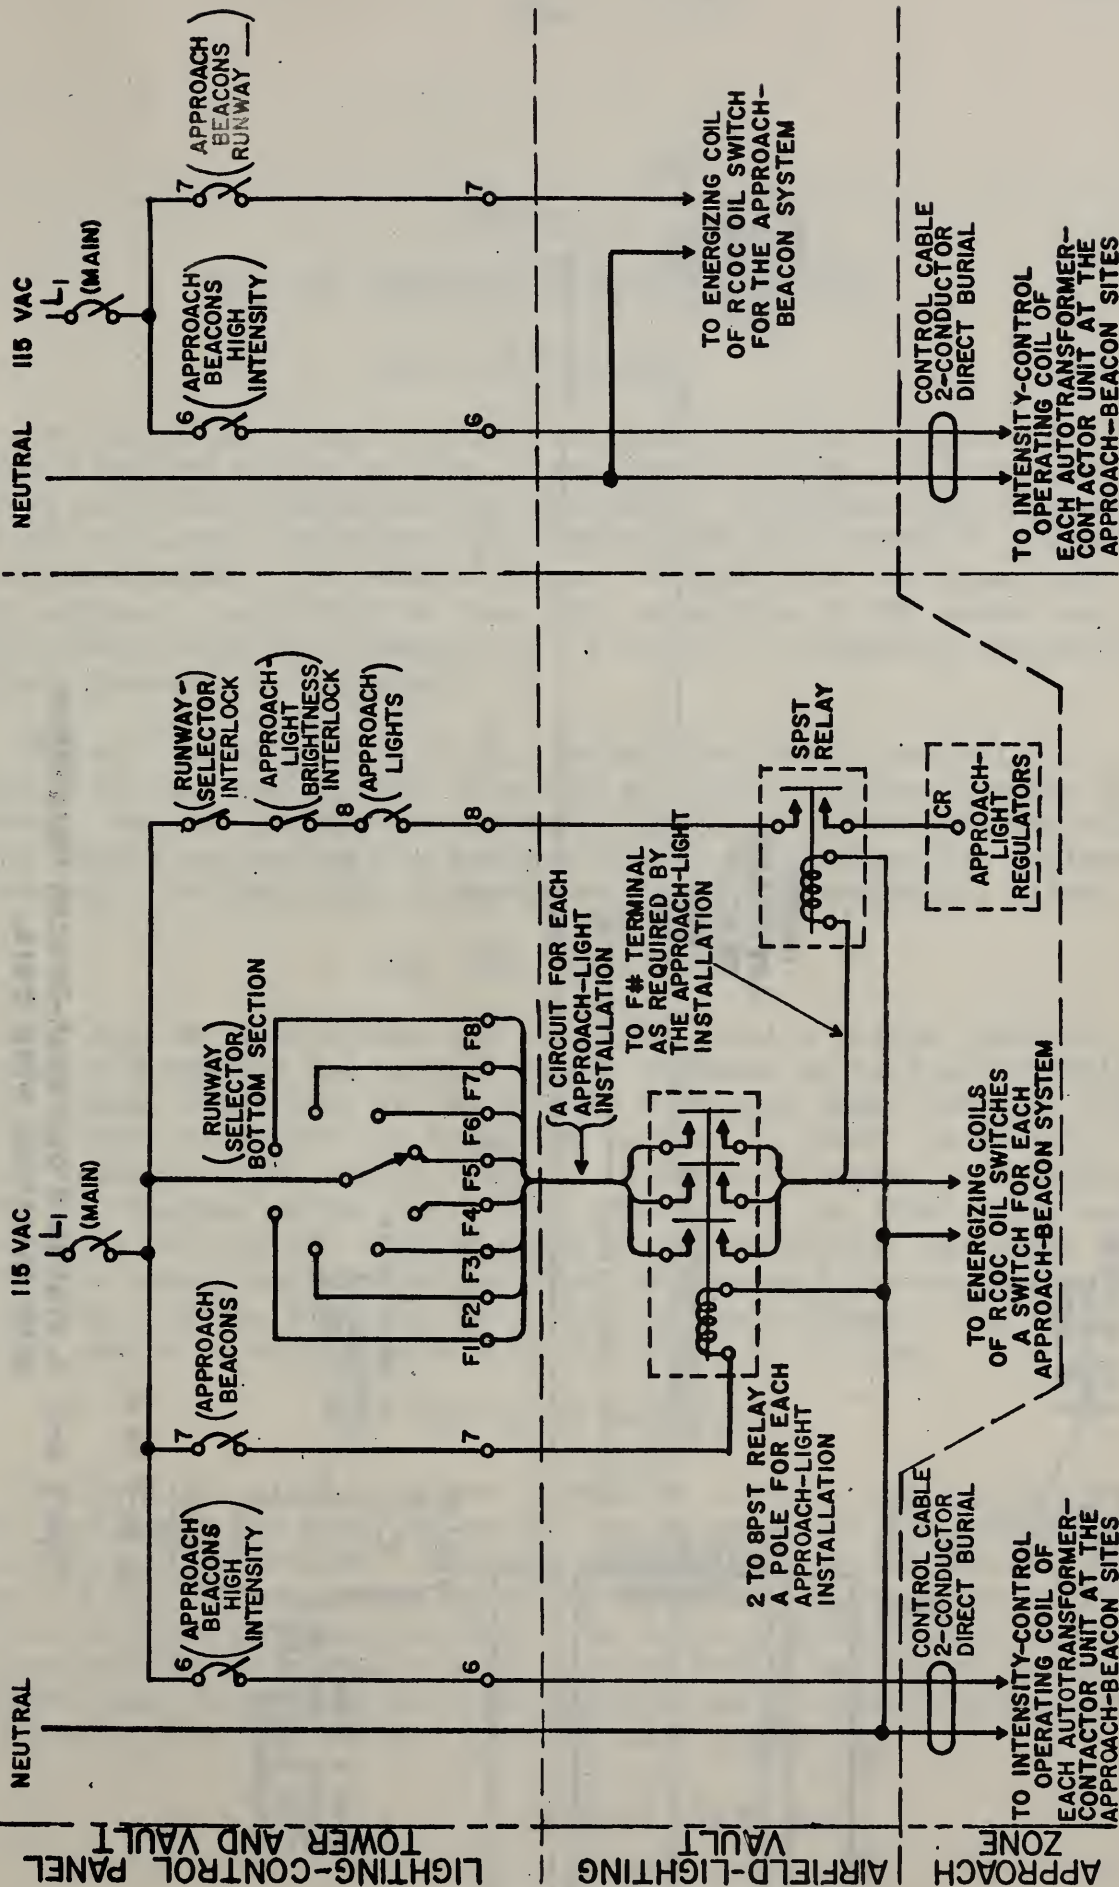 LIGHTING-CONTROL PANEL
TOWER AND VAULT
AIRFIELD-LIGHTING
VAULT
APPROACH
ZONE
NEUTRAL
115 VAC
L1
(MAIN)
6
(APPROACH
BEACONS
HIGH
INTENSITY)
7
(APPROACH
BEACONS)
(RUNWAY
SELECTOR)
BOTTOM SECTION
(RUNWAY-
SELECTOR)
INTERLOCK
(APPROACH-
LIGHT
BRIGHTNESS)
INTERLOCK
8
(APPROACH
LIGHTS)
6
7
F1
F2
F3
F4
F5
F6
F7
F8
8
A CIRCUIT FOR EACH
APPROACH-LIGHT
INSTALLATION
TO F# TERMINAL
AS REQUIRED BY
THE APPROACH-LIGHT
INSTALLATION
SPST
RELAY
2 TO 8PST RELAY
A POLE FOR EACH
APPROACH-LIGHT
INSTALLATION
CR
APPROACH-
LIGHT
REGULATORS
CONTROL CABLE
2-CONDUCTOR
DIRECT BURIAL
TO INTENSITY-CONTROL
OPERATING COIL OF
EACH AUTOTRANSFORMER-
CONTACTOR UNIT AT THE
APPROACH-BEACON SITES
TO ENERGIZING COILS
OF RCOC OIL SWITCHES
A SWITCH FOR EACH
APPROACH-BEACON SYSTEM
NEUTRAL
115 VAC
L1
(MAIN)
6
(APPROACH
BEACONS
HIGH
INTENSITY)
7
(APPROACH
BEACONS
RUNWAY __)
6
7
TO ENERGIZING COIL
OF RCOC OIL SWITCH
FOR THE APPROACH-
BEACON SYSTEM
CONTROL CABLE
2-CONDUCTOR
DIRECT BURIAL
TO INTENSITY-CONTROL
OPERATING COIL OF
EACH AUTOTRANSFORMER-
CONTACTOR UNIT AT THE
APPROACH-BEACON SITES